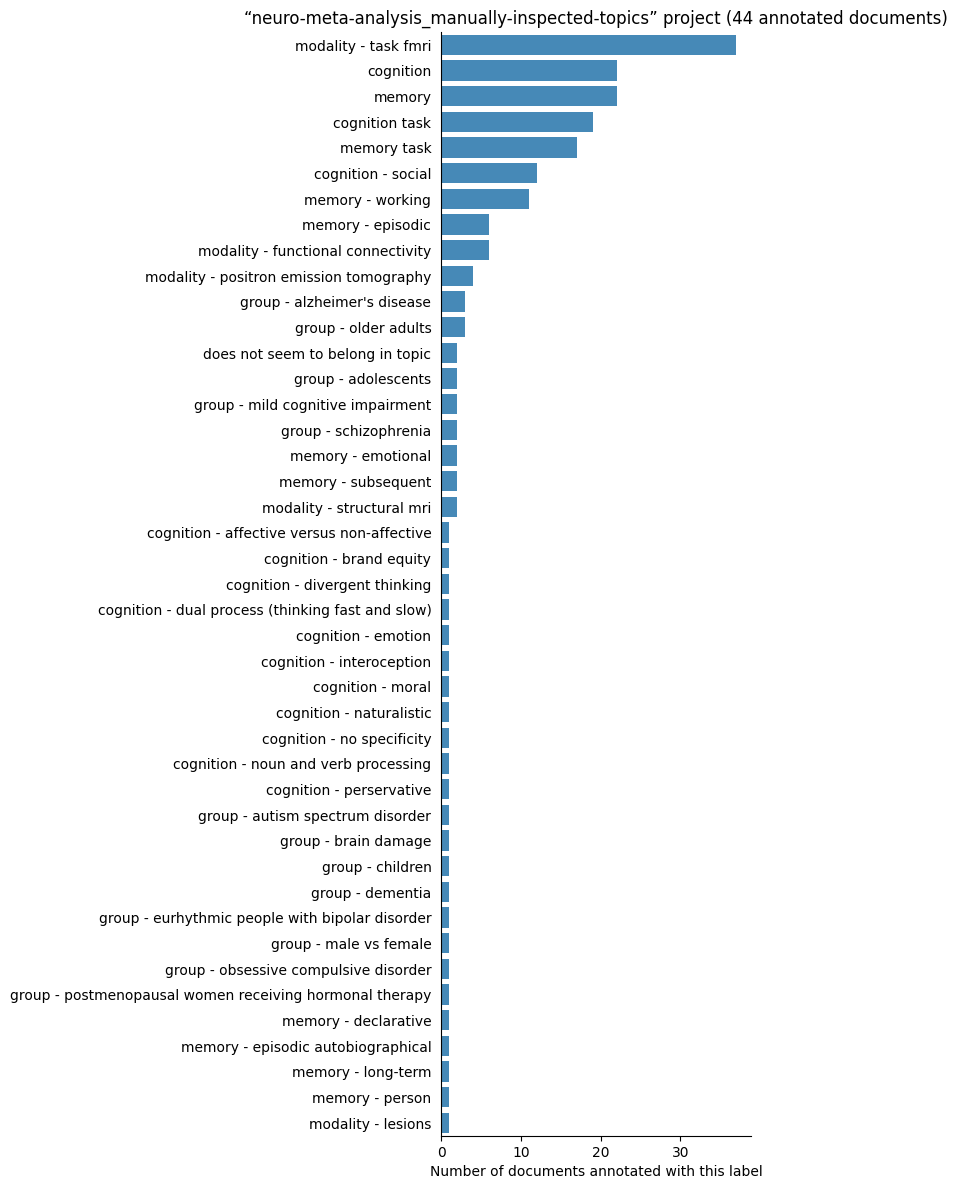 “neuro-meta-analysis_manually-inspected-topics” project (44 annotated documents)
modality - task fmri
cognition
memory
cognition task
memory task
cognition - social
memory - working
memory - episodic
modality - functional connectivity
modality - positron emission tomography
group - alzheimer's disease
group - older adults
does not seem to belong in topic
group - adolescents
group - mild cognitive impairment
group - schizophrenia
memory - emotional
memory - subsequent
modality - structural mri
cognition - affective versus non-affective
cognition - brand equity
cognition - divergent thinking
cognition - dual process (thinking fast and slow)
cognition - emotion
cognition - interoception
cognition - moral
cognition - naturalistic
cognition - no specificity
cognition - noun and verb processing
cognition - perservative
group - autism spectrum disorder
group - brain damage
group - children
group - dementia
group - eurhythmic people with bipolar disorder
group - male vs female
group - obsessive compulsive disorder
group - postmenopausal women receiving hormonal therapy
memory - declarative
memory - episodic autobiographical
memory - long-term
memory - person
modality - lesions
0 10 20 30
Number of documents annotated with this label